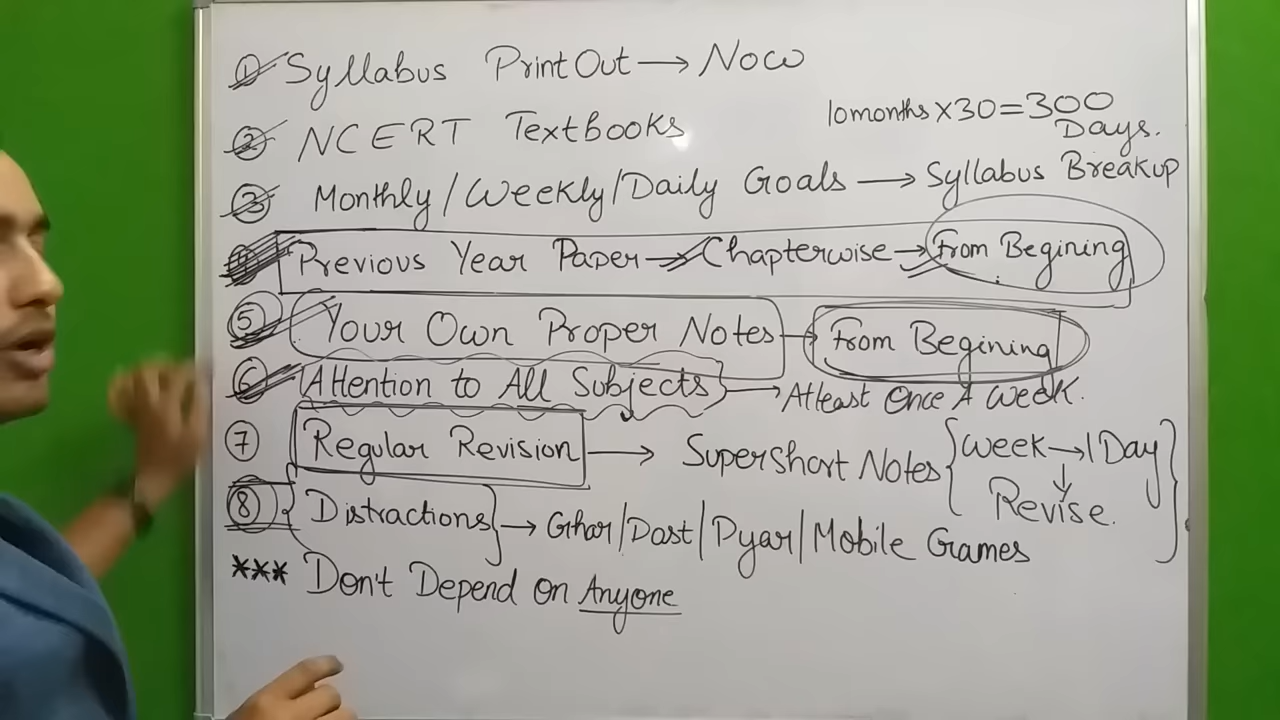 1 Syllabus PrintOut → Now
2 NCERT Textbooks
10months x 30 = 300 Days.
3 Monthly/Weekly/Daily Goals → Syllabus Breakup
4 Previous Year Paper → Chapterwise → From Begining
5 Your Own Proper Notes → From Begining
6 Attention to All Subjects → Atleast Once A Week.
7 Regular Revision → Supershort Notes { Week → 1 Day ↓ Revise. }
8 { Distractions } → Ghar/Dost/Pyar/Mobile Games
*** Don't Depend On Anyone